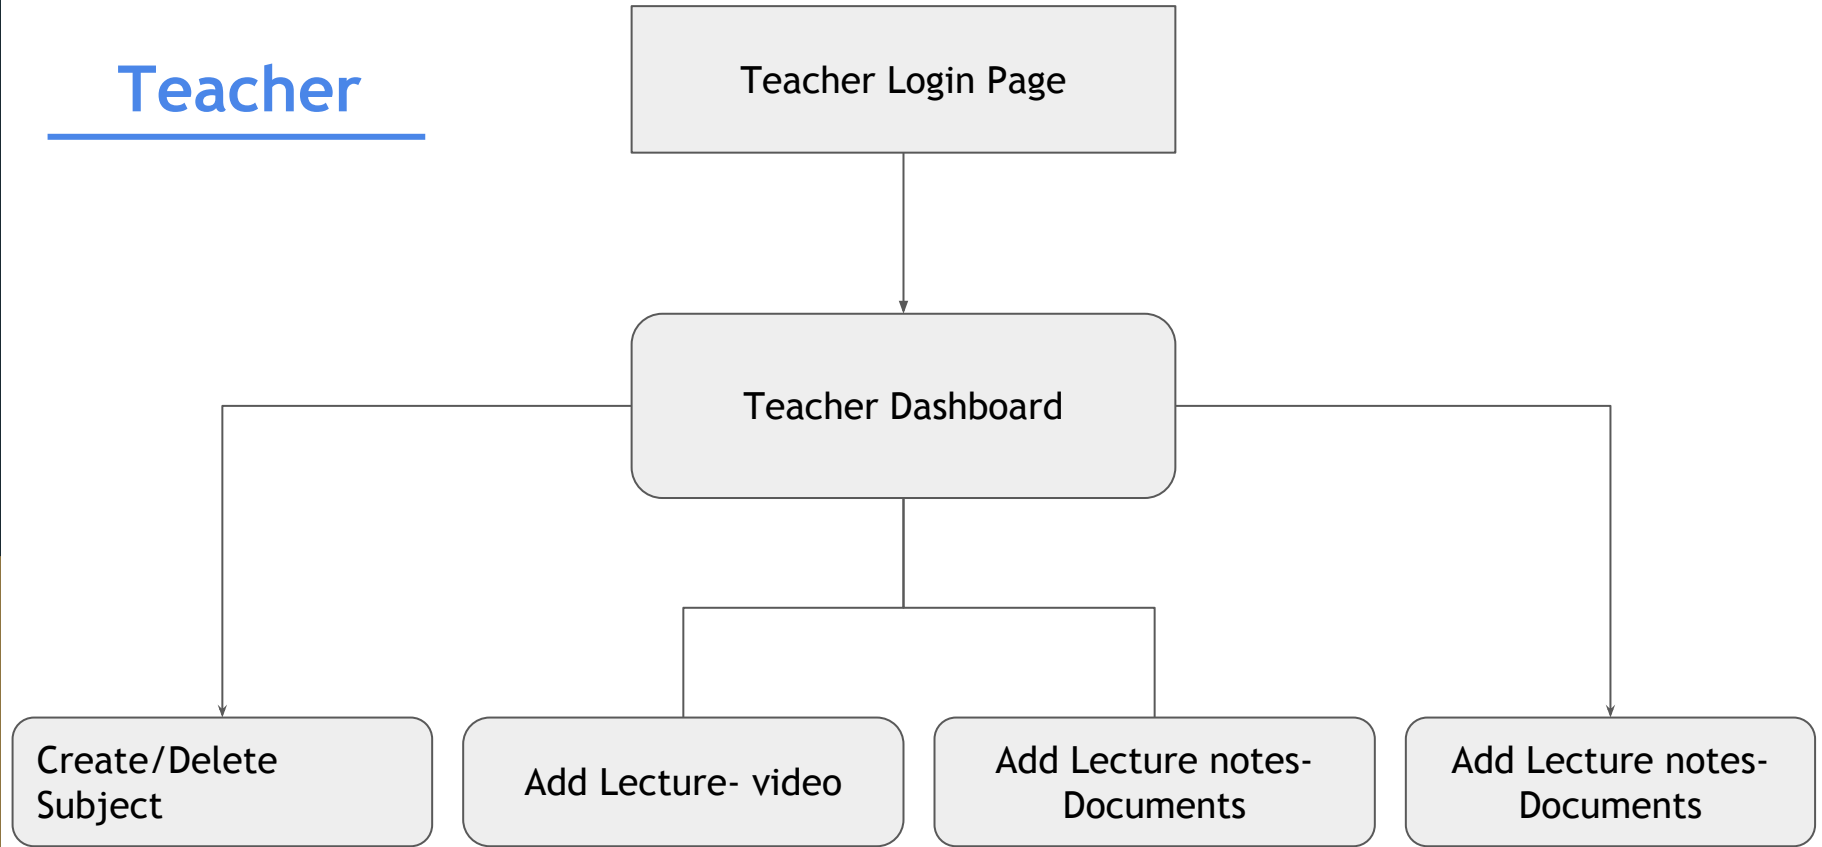 Teacher
Teacher Login Page
Teacher Dashboard
Create/Delete
Subject
Add Lecture- video
Add Lecture notes-
Documents
Add Lecture notes-
Documents